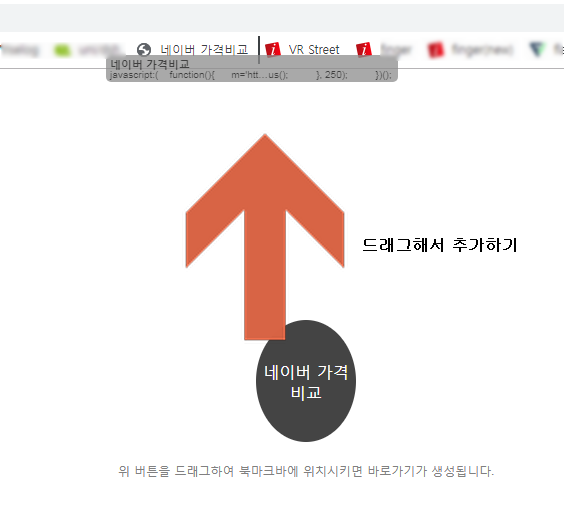 네이버 가격비교
VR Street
finger
finger(new)
네이버 가격비교
javascript:( function(){ m='htt...us(); }, 250); })();
드래그해서 추가하기
네이버 가격
비교
위 버튼을 드래그하여 북마크바에 위치시키면 바로가기가 생성됩니다.